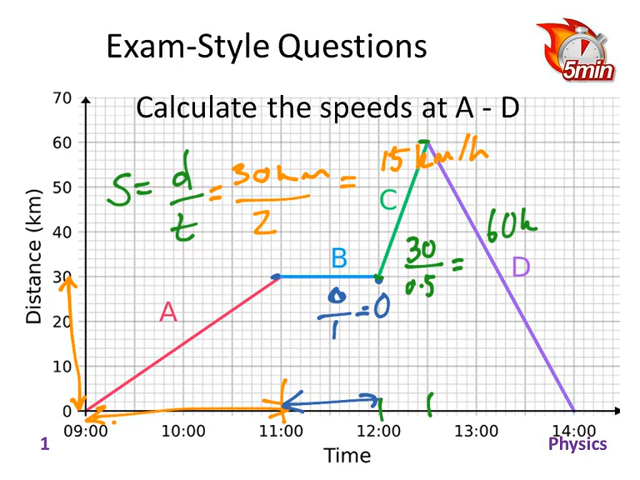 Exam-Style Questions
5min
Calculate the speeds at A - D
S = d/t = 30km/2 = 15 km/h
C
B
30/0.5 = 60k
D
A
0/1 = 0
Distance (km)
70
60
50
40
30
20
10
0
09:00 10:00 11:00 12:00 13:00 14:00
Time
1
Physics